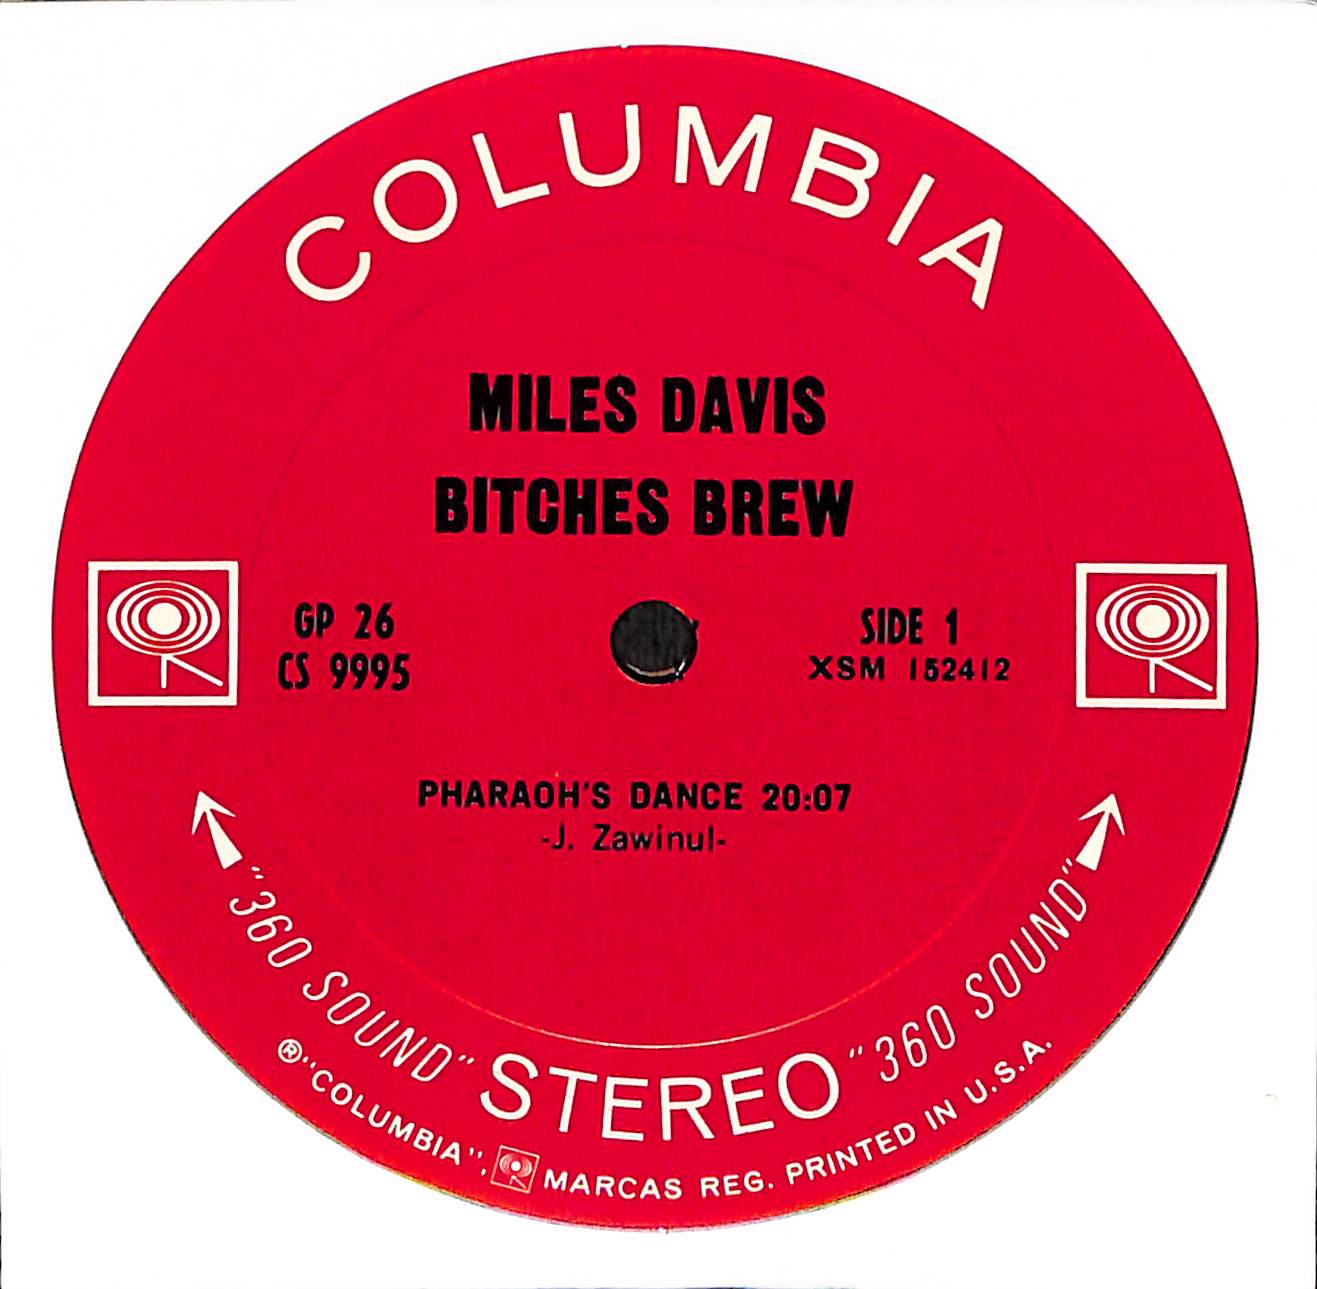 COLUMBIA
MILES DAVIS
BITCHES BREW
GP 26
CS 9995
SIDE 1
XSM 152412
PHARAOH'S DANCE 20:07
-J. Zawinul-
"360 SOUND" STEREO "360 SOUND"
® "COLUMBIA", MARCAS REG. PRINTED IN U.S.A.